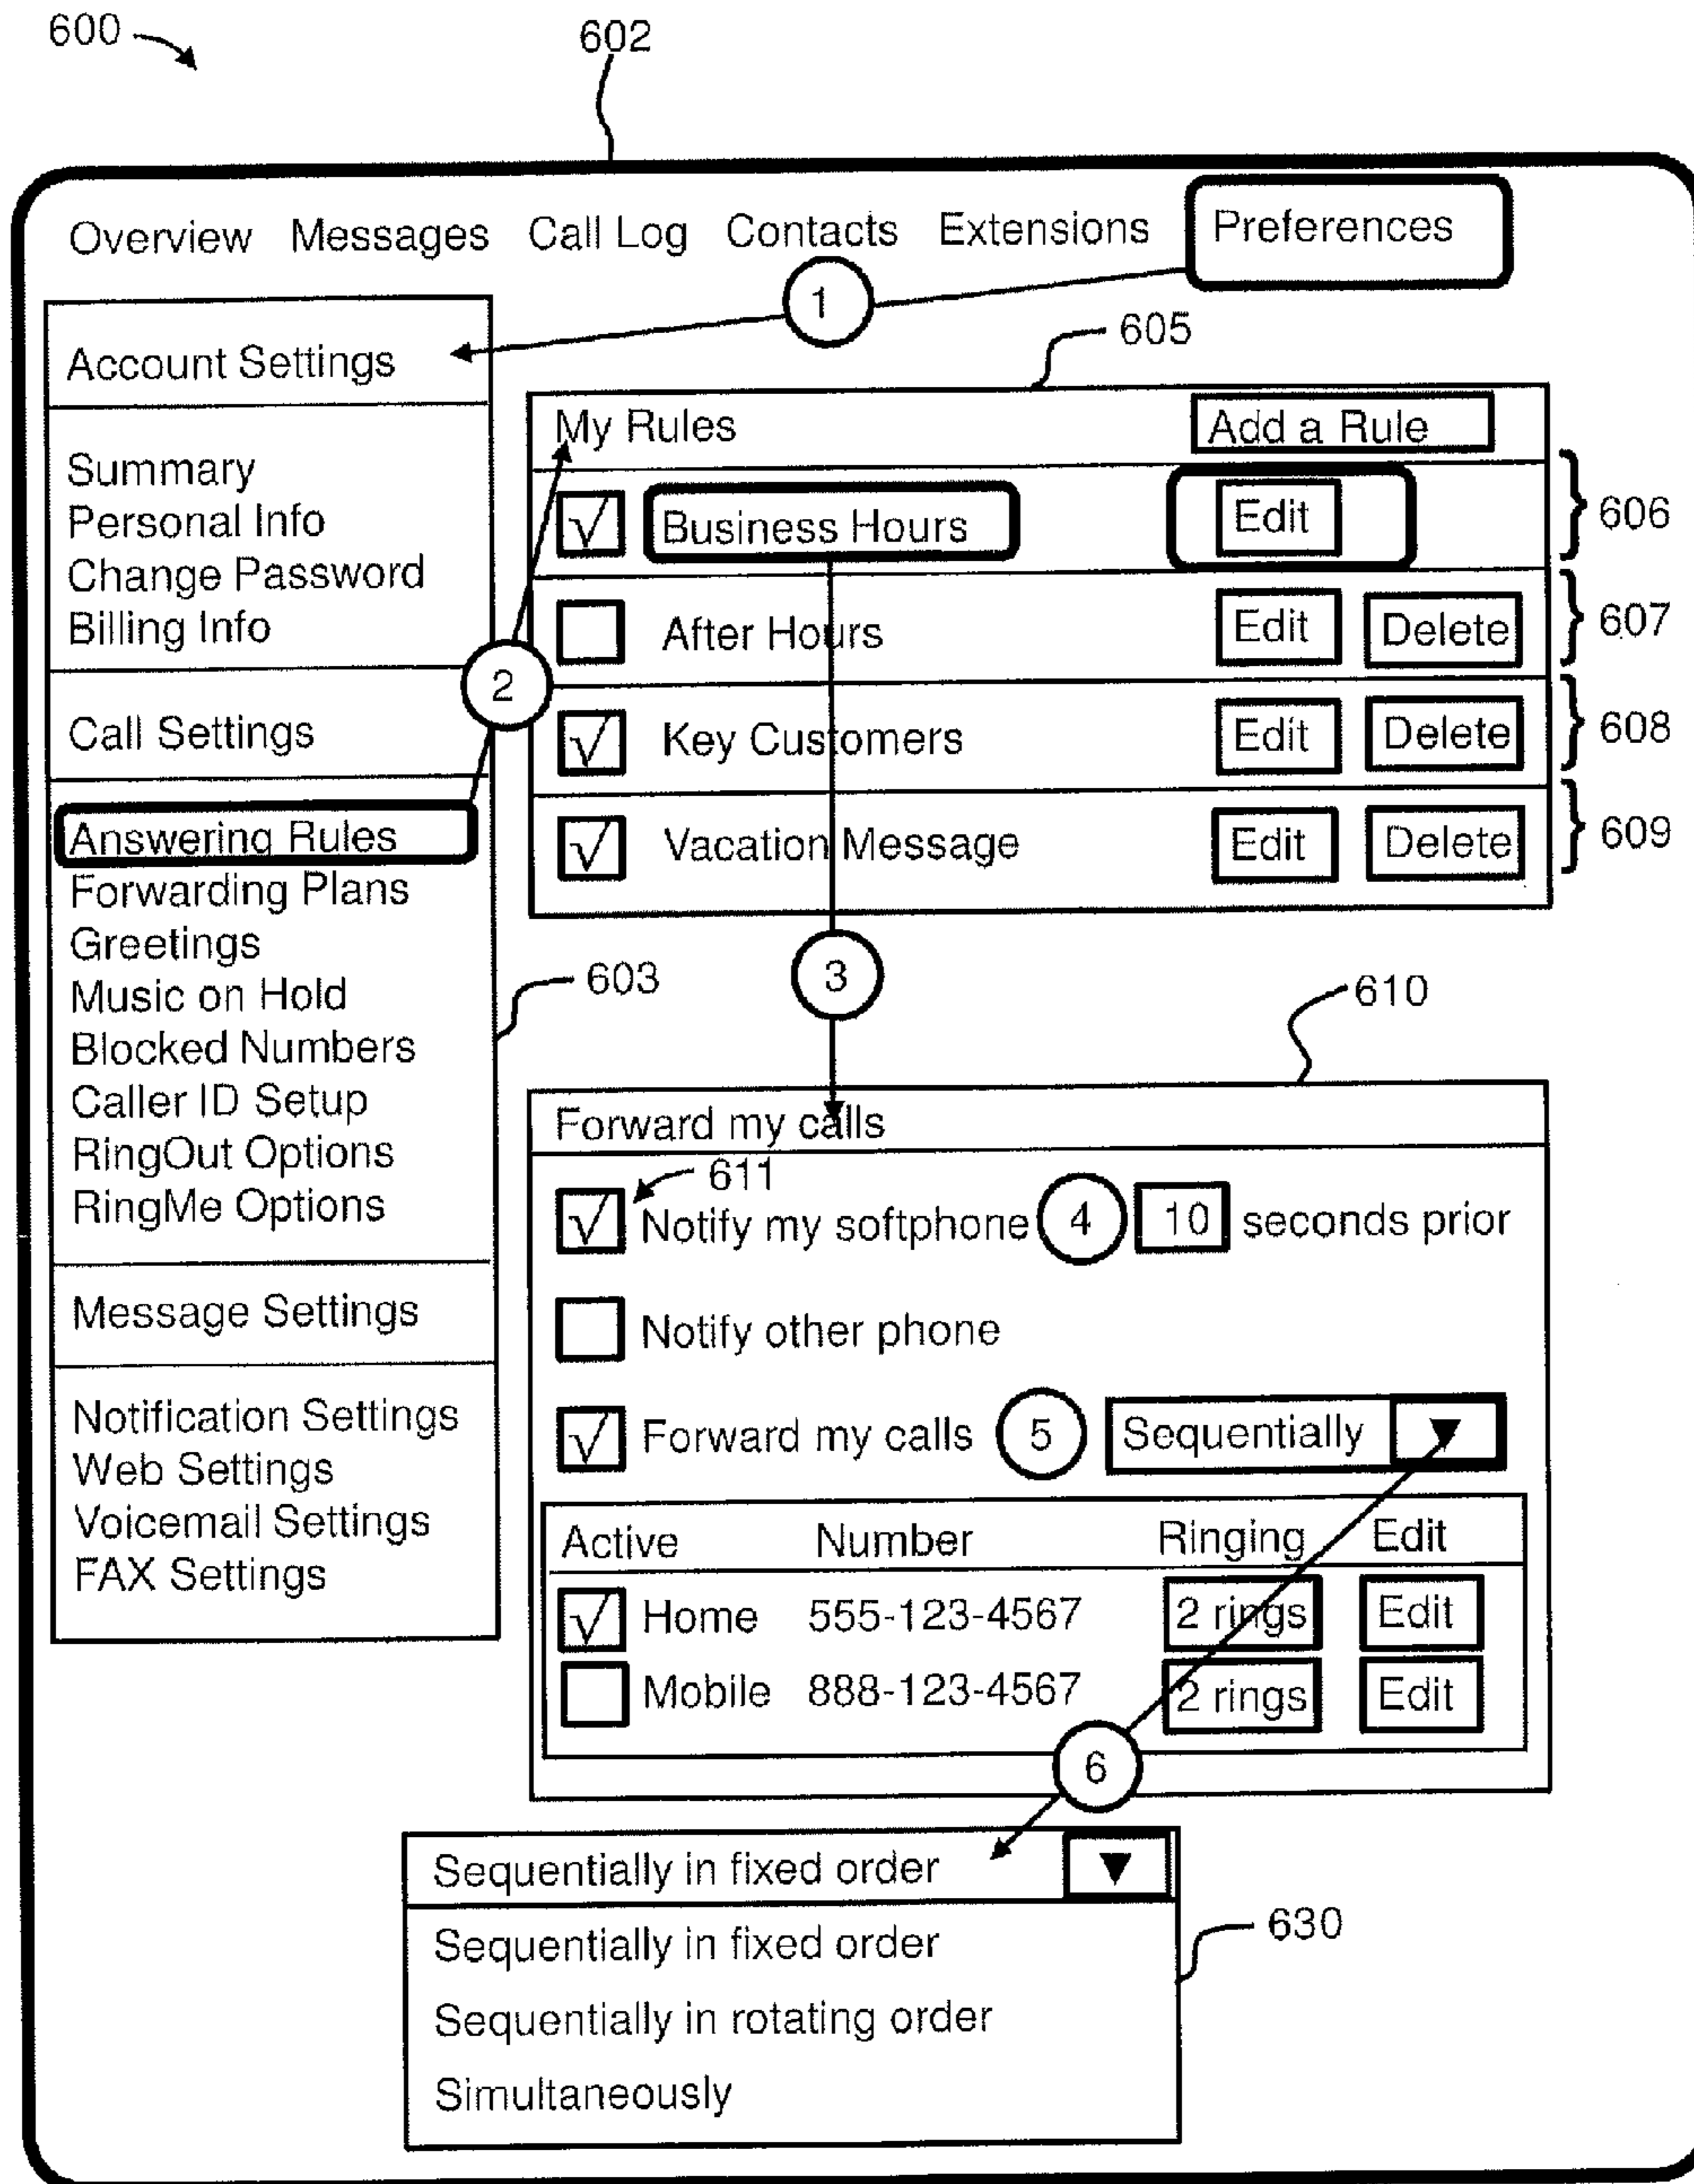 600
602
Overview Messages Call Log Contacts Extensions Preferences
1
Account Settings
Summary
Personal Info
Change Password
Billing Info
2
Call Settings
Answering Rules
Forwarding Plans
Greetings
Music on Hold
Blocked Numbers
Caller ID Setup
RingOut Options
RingMe Options
603
Message Settings
Notification Settings
Web Settings
Voicemail Settings
FAX Settings
605
My Rules Add a Rule
√ Business Hours Edit 606
After Hours Edit Delete 607
√ Key Customers Edit Delete 608
√ Vacation Message Edit Delete 609
3
610
Forward my calls
611
√ Notify my softphone 4 10 seconds prior
Notify other phone
√ Forward my calls 5 Sequentially ▼
Active Number Ringing Edit
√ Home 555-123-4567 2 rings Edit
Mobile 888-123-4567 2 rings Edit
6
Sequentially in fixed order ▼
Sequentially in fixed order
630
Sequentially in rotating order
Simultaneously